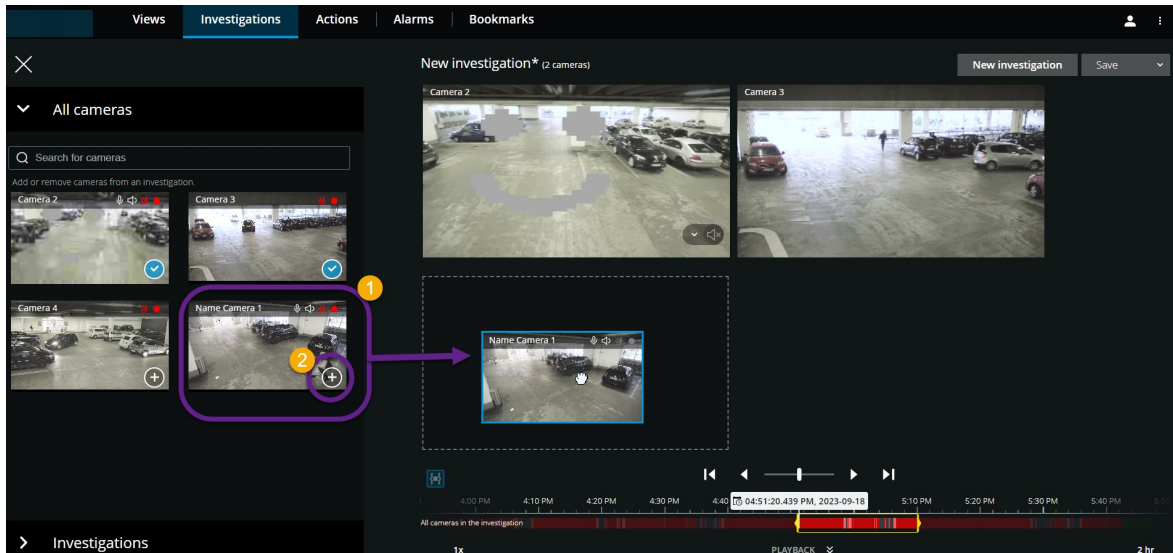 Views Investigations Actions Alarms Bookmarks
New investigation* (2 cameras)
New investigation Save
All cameras
Search for cameras
Add or remove cameras from an investigation.
Camera 2
Camera 3
Camera 4
Name Camera 1
1
2
Camera 2
Camera 3
Name Camera 1
4:00 PM 4:10 PM 4:20 PM 4:30 PM 4:40 04:51:20.439 PM, 2023-09-18 5:10 PM 5:20 PM 5:30 PM 5:40 PM
All cameras in the investigation
1x PLAYBACK 2 hr
Investigations